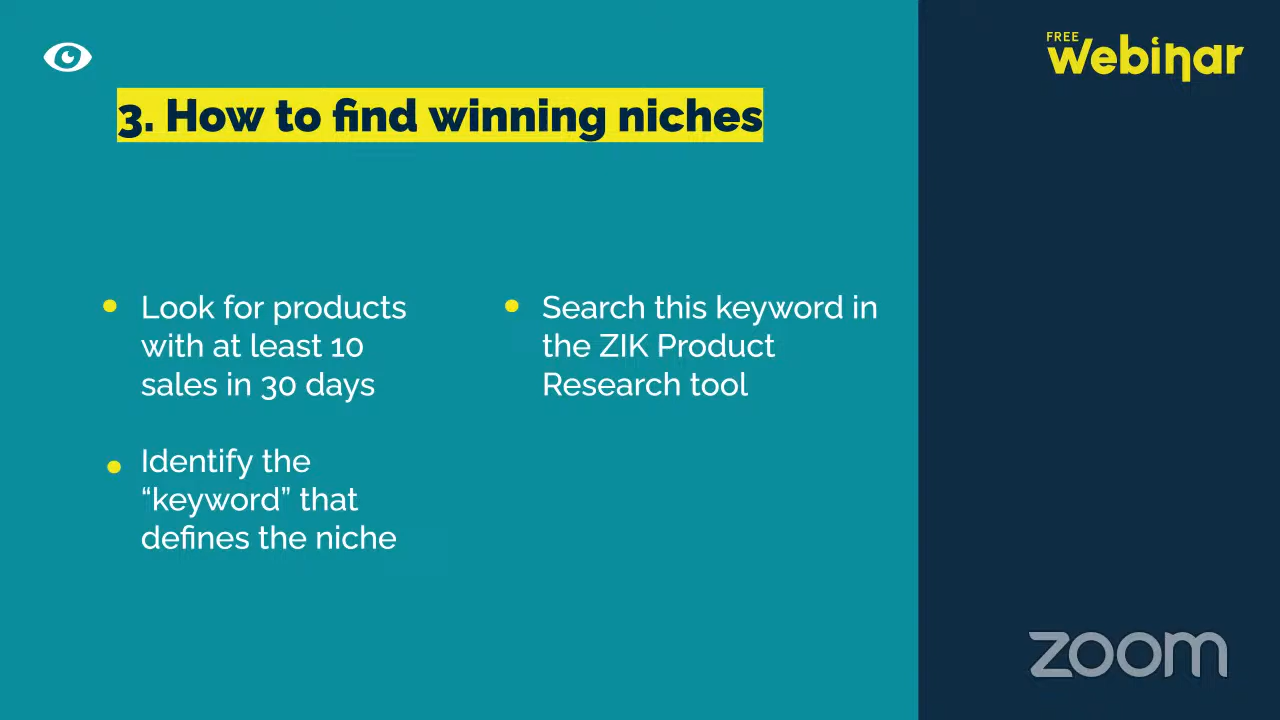 FREE
Webinar
3. How to find winning niches
Look for products
with at least 10
sales in 30 days
Identify the
“keyword” that
defines the niche
Search this keyword in
the ZIK Product
Research tool
zoom